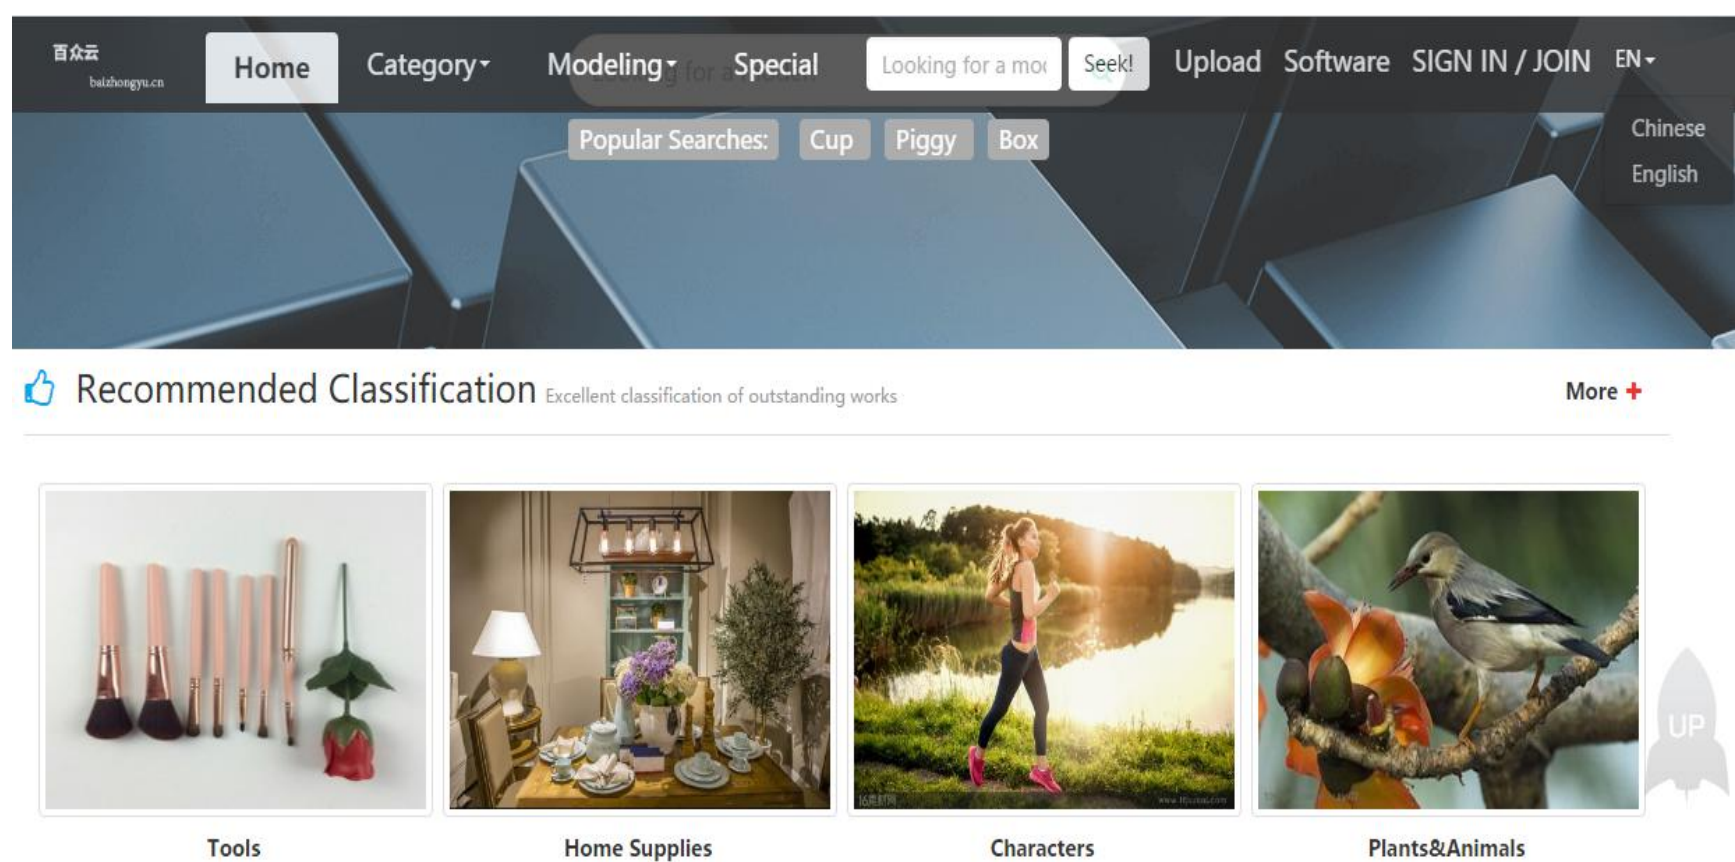 百众云
baizhongyu.cn
Home Category Modeling Special Looking for a mod Seek! Upload Software SIGN IN / JOIN EN
Popular Searches: Cup Piggy Box
Chinese
English
Recommended Classification Excellent classification of outstanding works More +
UP
Tools Home Supplies Characters Plants&Animals